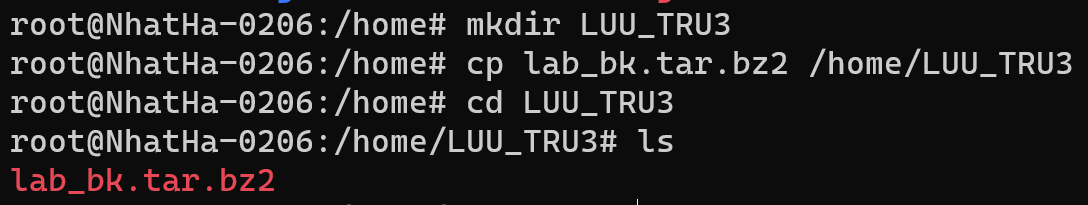 root@NhatHa-0206:/home# mkdir LUU_TRU3
root@NhatHa-0206:/home# cp lab_bk.tar.bz2 /home/LUU_TRU3
root@NhatHa-0206:/home# cd LUU_TRU3
root@NhatHa-0206:/home/LUU_TRU3# ls
lab_bk.tar.bz2